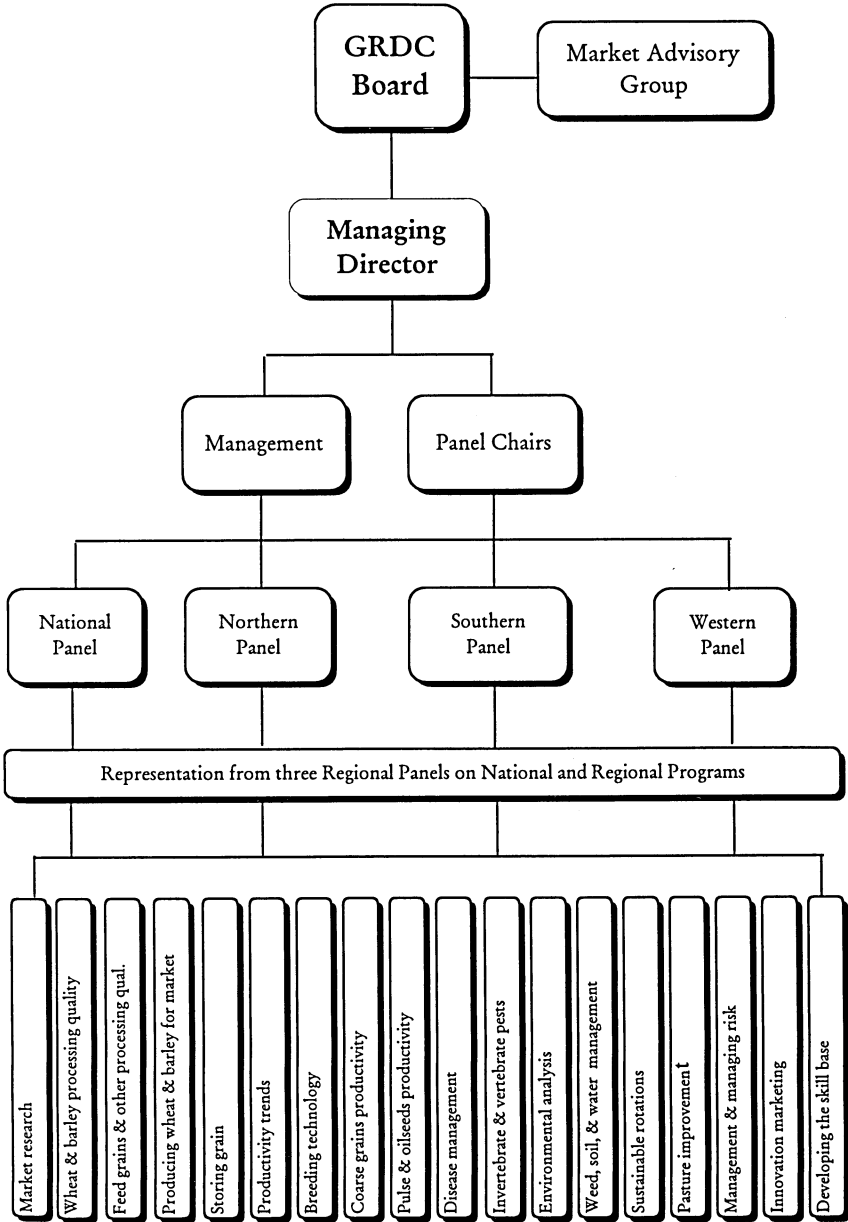 GRDC
Board
Market Advisory
Group
Managing
Director
Management
Panel Chairs
National
Panel
Northern
Panel
Southern
Panel
Western
Panel
Representation from three Regional Panels on National and Regional Programs
Market research
Wheat & barley processing quality
Feed grains & other processing qual.
Producing wheat & barley for market
Storing grain
Productivity trends
Breeding technology
Coarse grains productivity
Pulse & oilseeds productivity
Disease management
Invertebrate & vertebrate pests
Environmental analysis
Weed, soil, & water management
Sustainable rotations
Pasture improvement
Management & managing risk
Innovation marketing
Developing the skill base